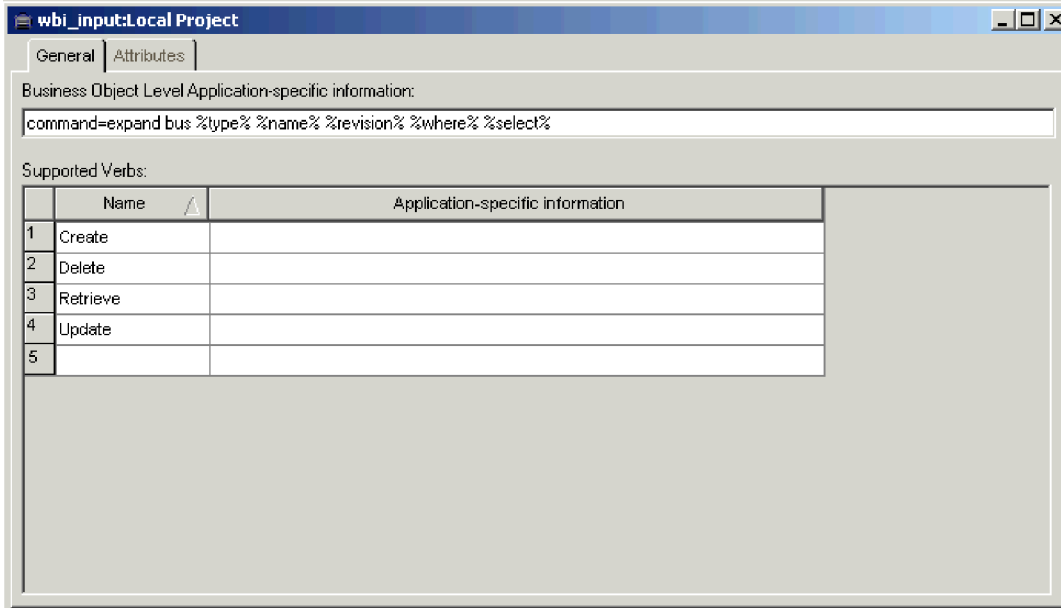 wbi_input:Local Project
General Attributes
Business Object Level Application-specific information:
command=expand bus %type% %name% %revision% %where% %select%
Supported Verbs:
Name Application-specific information
1 Create
2 Delete
3 Retrieve
4 Update
5